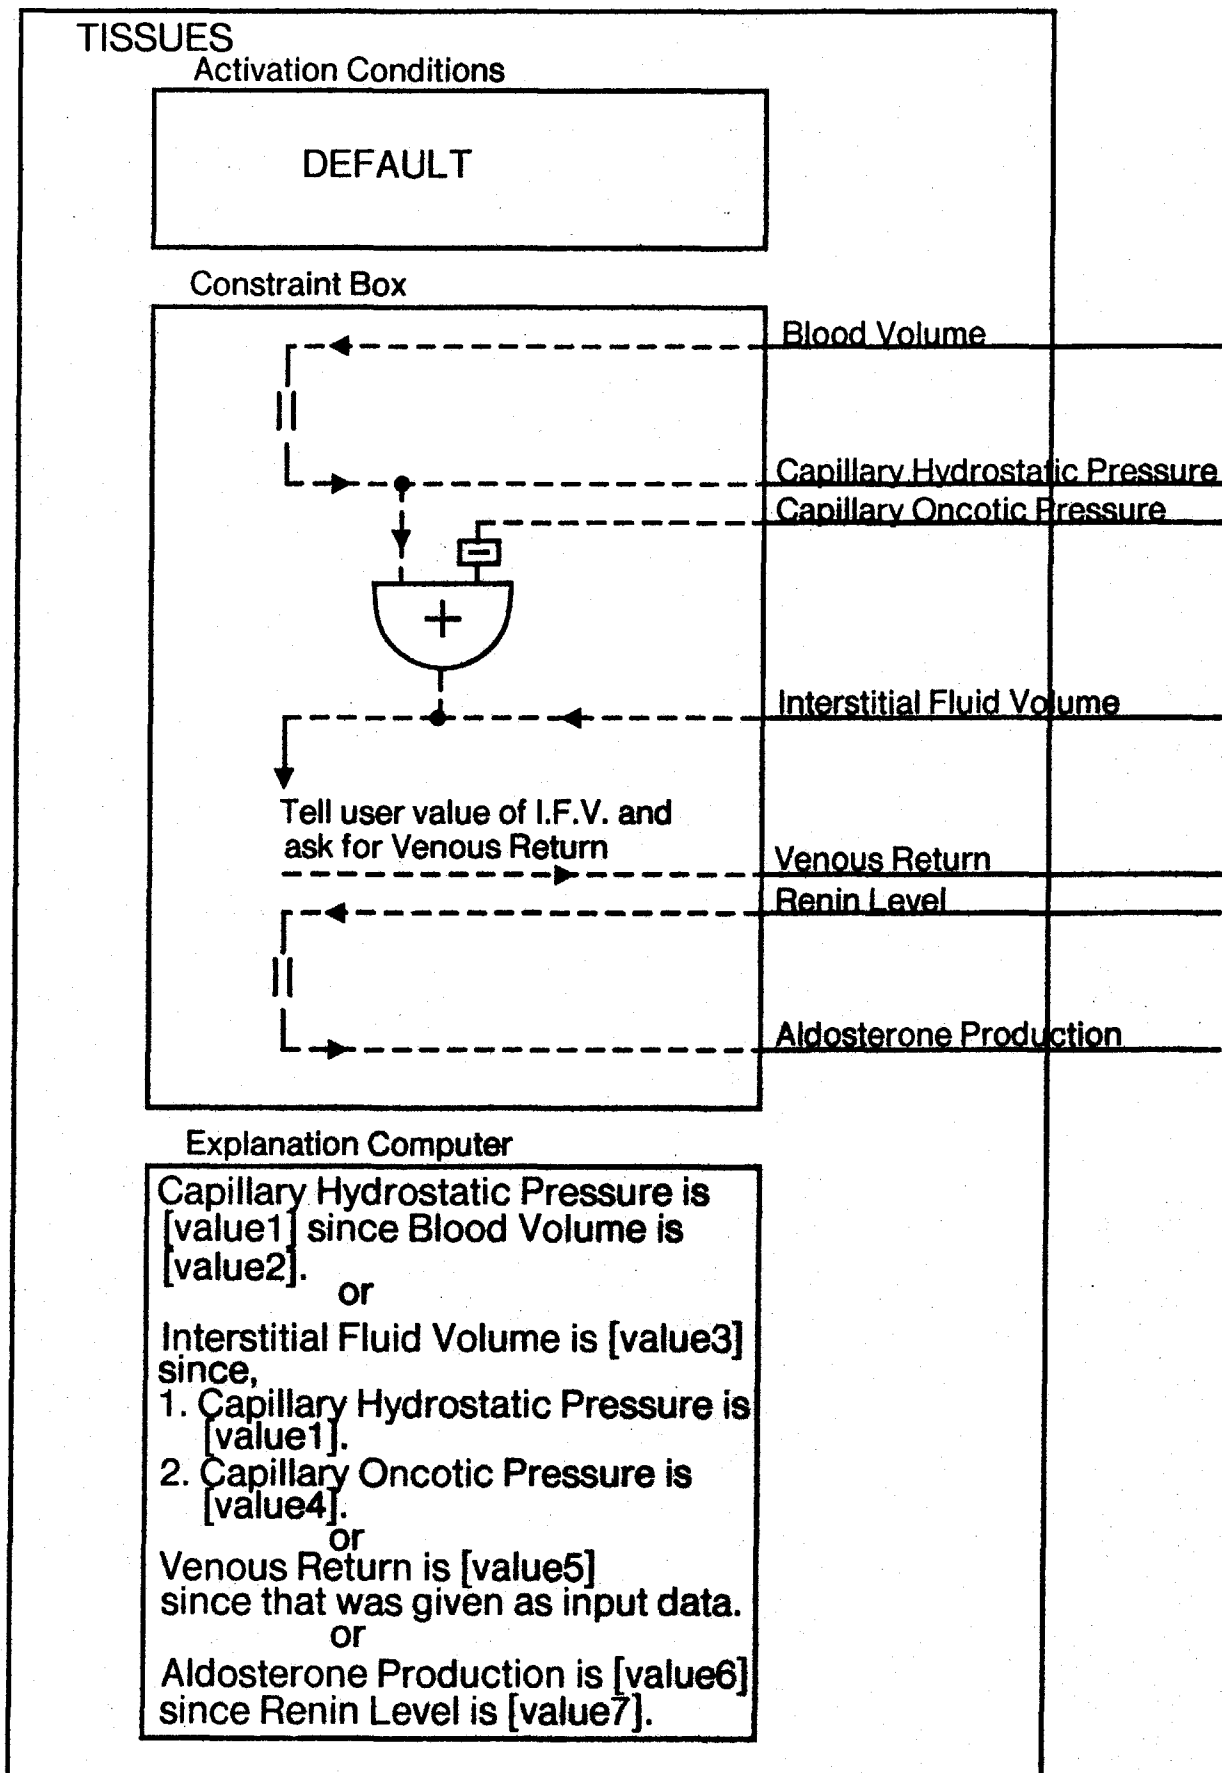 TISSUES
Activation Conditions
DEFAULT
Constraint Box
Blood Volume
Capillary Hydrostatic Pressure
Capillary Oncotic Pressure
−
+
Interstitial Fluid Volume
Tell user value of I.F.V. and
ask for Venous Return
Venous Return
Renin Level
Aldosterone Production
Explanation Computer
Capillary Hydrostatic Pressure is
[value1] since Blood Volume is
[value2].
or
Interstitial Fluid Volume is [value3]
since,
1. Capillary Hydrostatic Pressure is
[value1].
2. Capillary Oncotic Pressure is
[value4].
or
Venous Return is [value5]
since that was given as input data.
or
Aldosterone Production is [value6]
since Renin Level is [value7].